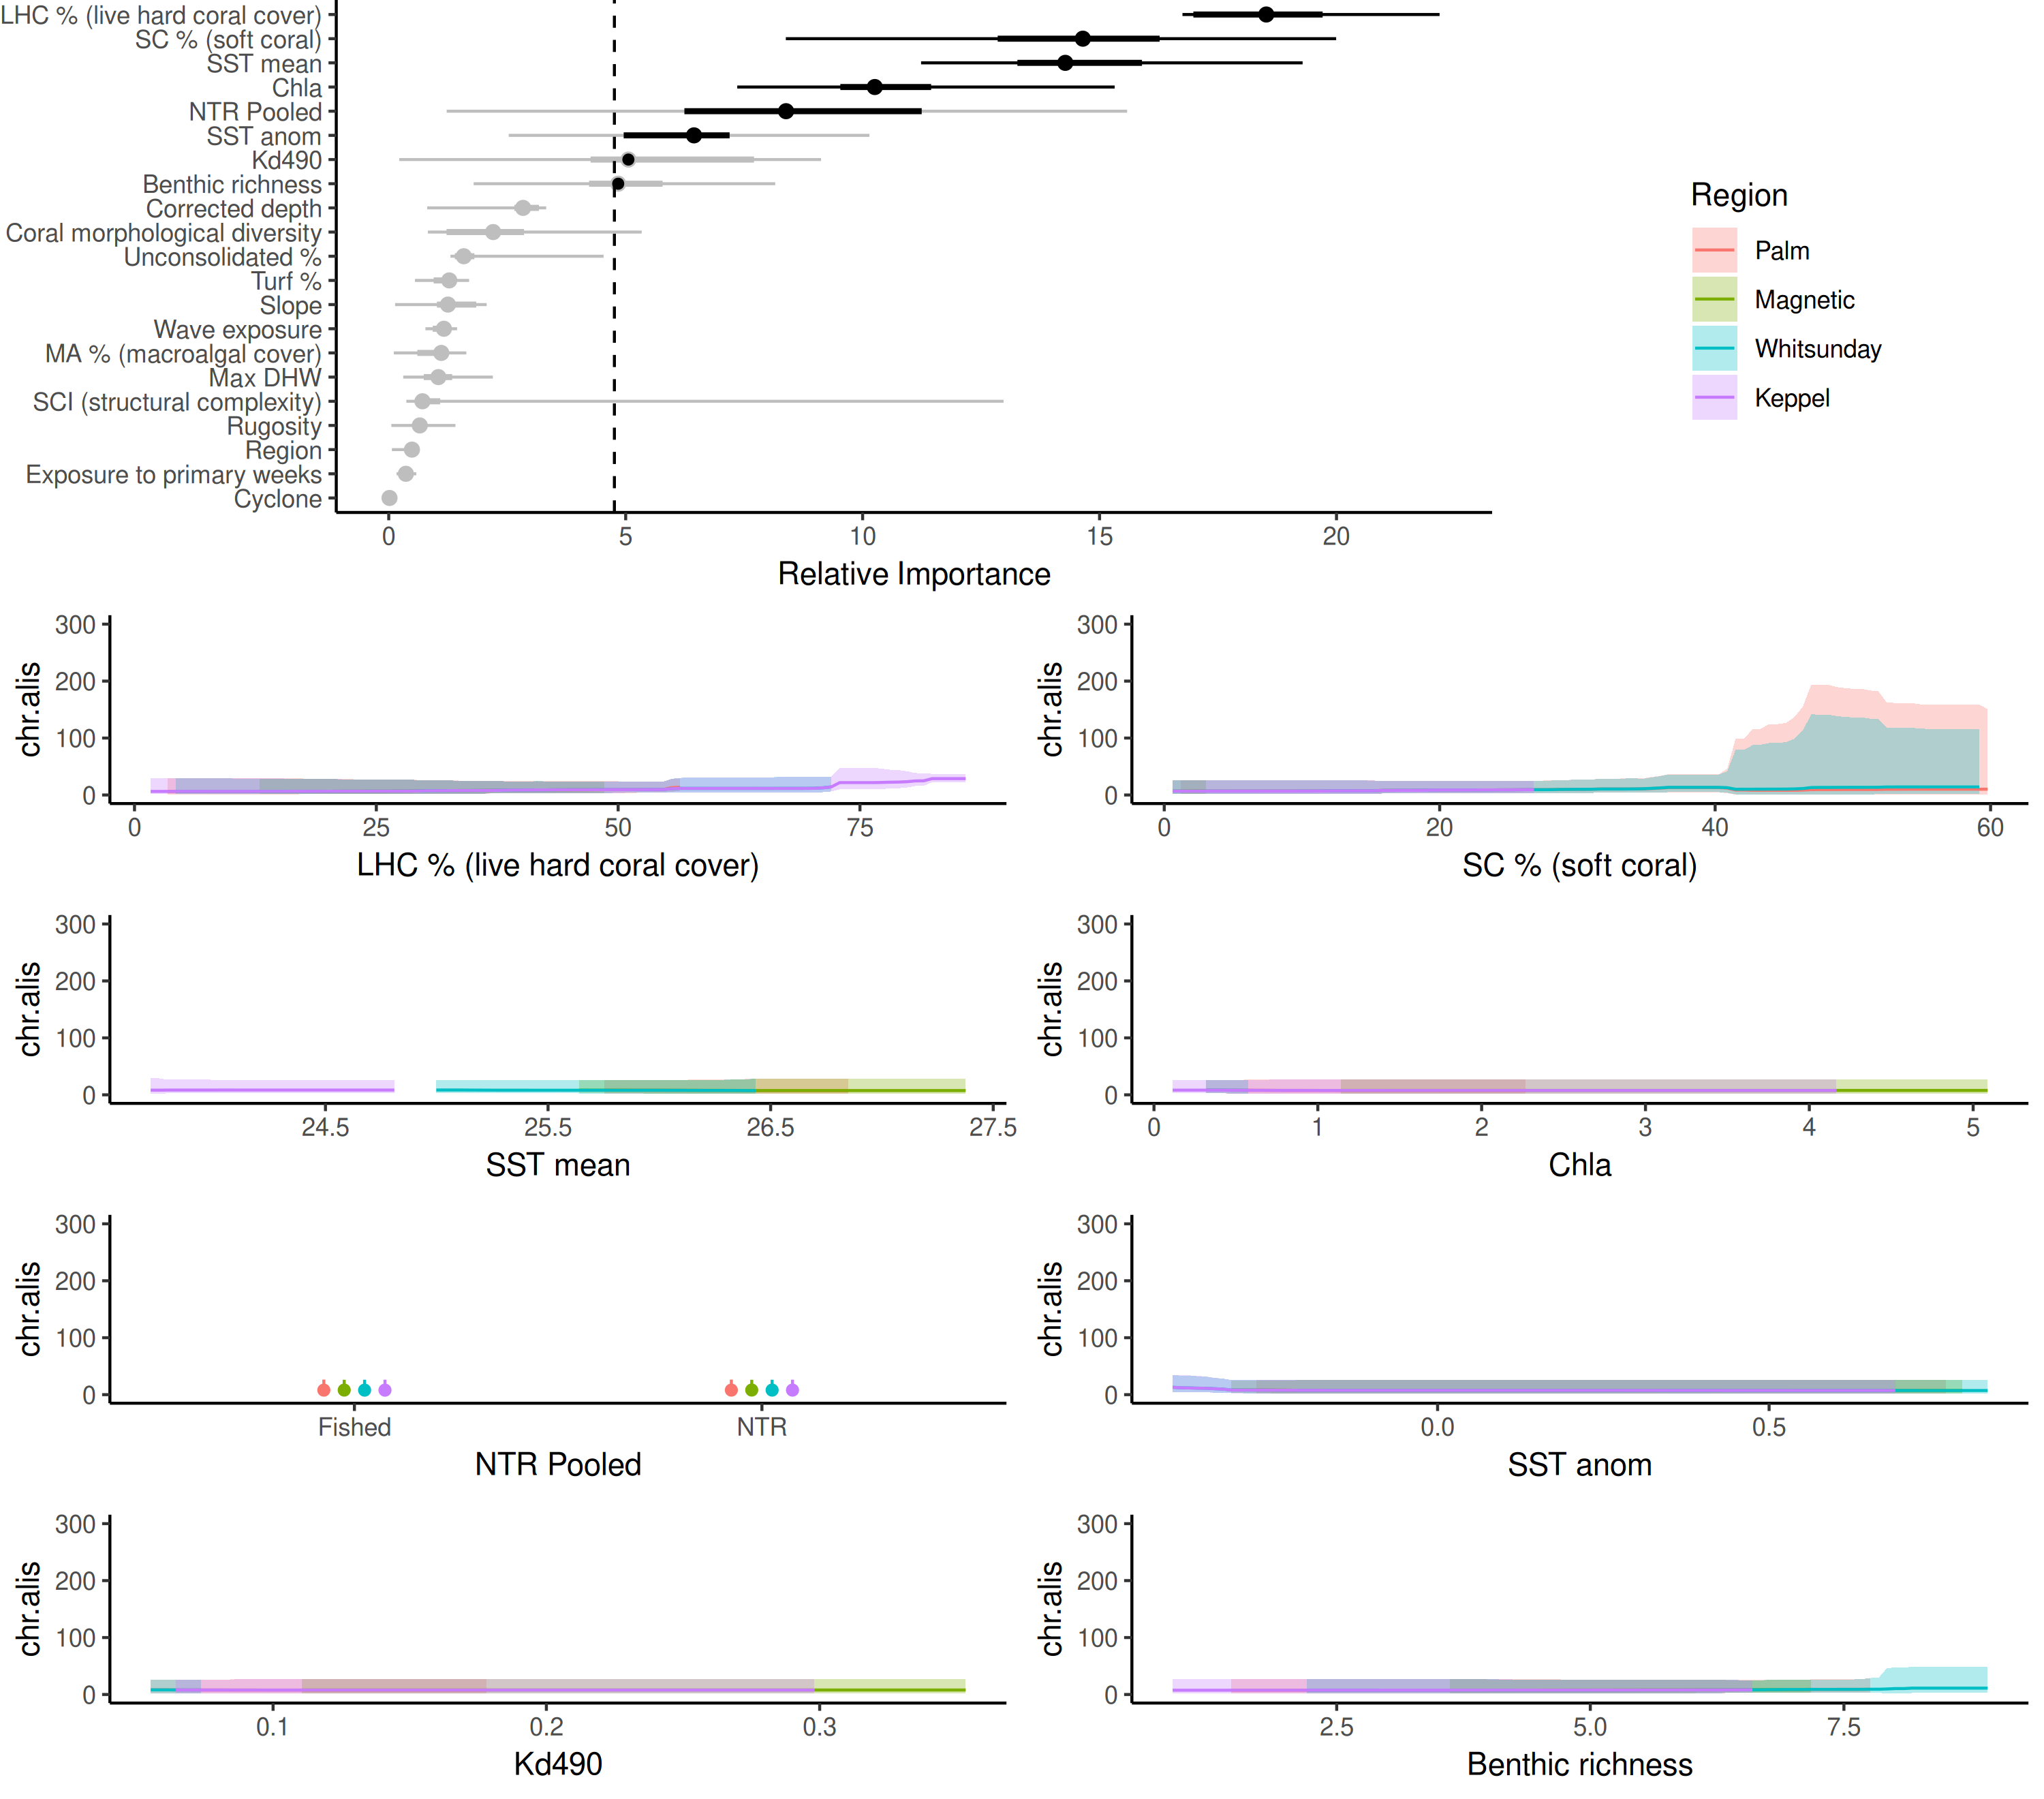 LHC % (live hard coral cover)
SC % (soft coral)
SST mean
Chla
NTR Pooled
SST anom
Kd490
Benthic richness
Corrected depth
Coral morphological diversity
Unconsolidated %
Turf %
Slope
Wave exposure
MA % (macroalgal cover)
Max DHW
SCI (structural complexity)
Rugosity
Region
Exposure to primary weeks
Cyclone
0 5 10 15 20
Relative Importance
Region
Palm
Magnetic
Whitsunday
Keppel
300
200
100
0
chr.alis
0 25 50 75
LHC % (live hard coral cover)
300
200
100
0
chr.alis
0 20 40 60
SC % (soft coral)
300
200
100
0
chr.alis
24.5 25.5 26.5 27.5
SST mean
300
200
100
0
chr.alis
0 1 2 3 4 5
Chla
300
200
100
0
chr.alis
Fished NTR
NTR Pooled
300
200
100
0
chr.alis
0.0 0.5
SST anom
300
200
100
0
chr.alis
0.1 0.2 0.3
Kd490
300
200
100
0
chr.alis
2.5 5.0 7.5
Benthic richness